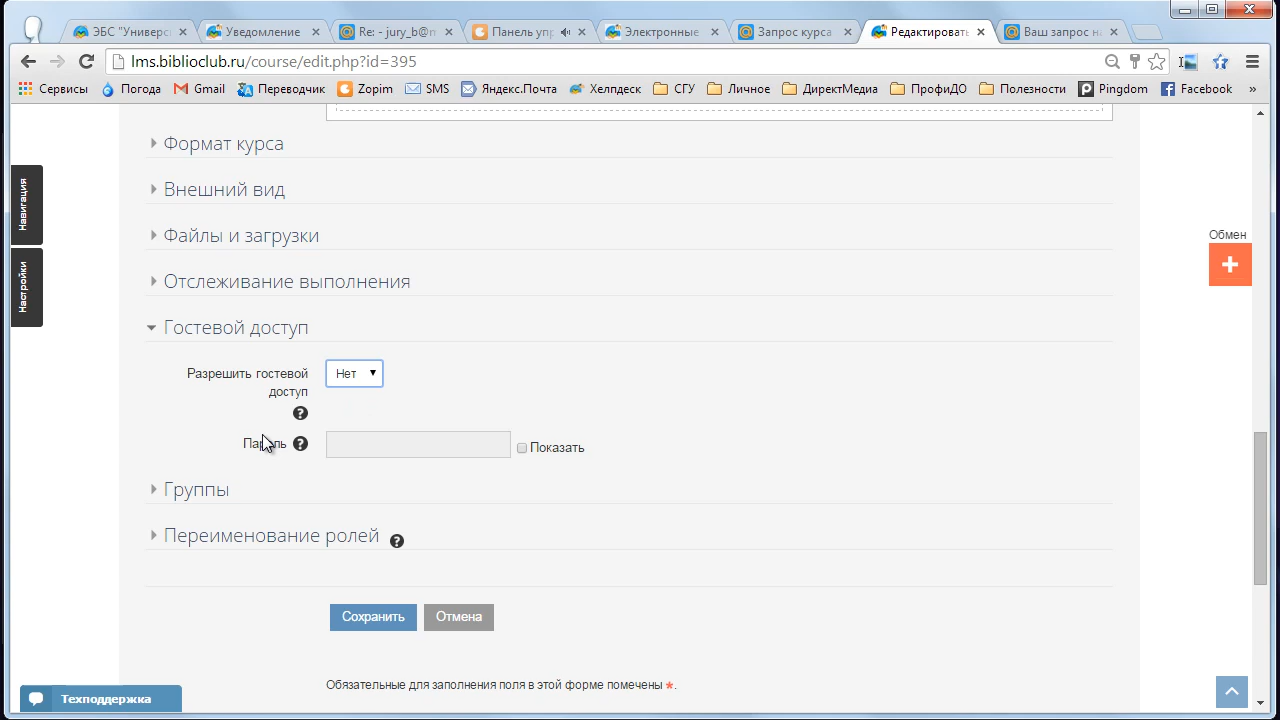 ЭБС "Универс
Уведомление
Re: - jury_b@m
Панель упр
Электронные
Запрос курса
Редактировать
Ваш запрос на
lms.biblioclub.ru/course/edit.php?id=395
Сервисы
Погода
Gmail
Переводчик
Zopim
SMS
Яндекс.Почта
Хелпдеск
СГУ
Личное
ДиректМедиа
ПрофиДО
Полезности
Pingdom
Facebook
»
Навигация
Настройки
Обмен
Формат курса
Внешний вид
Файлы и загрузки
Отслеживание выполнения
Гостевой доступ
Разрешить гостевой
доступ
Нет
Пароль
Показать
Группы
Переименование ролей
Сохранить
Отмена
Обязательные для заполнения поля в этой форме помечены *.
Техподдержка